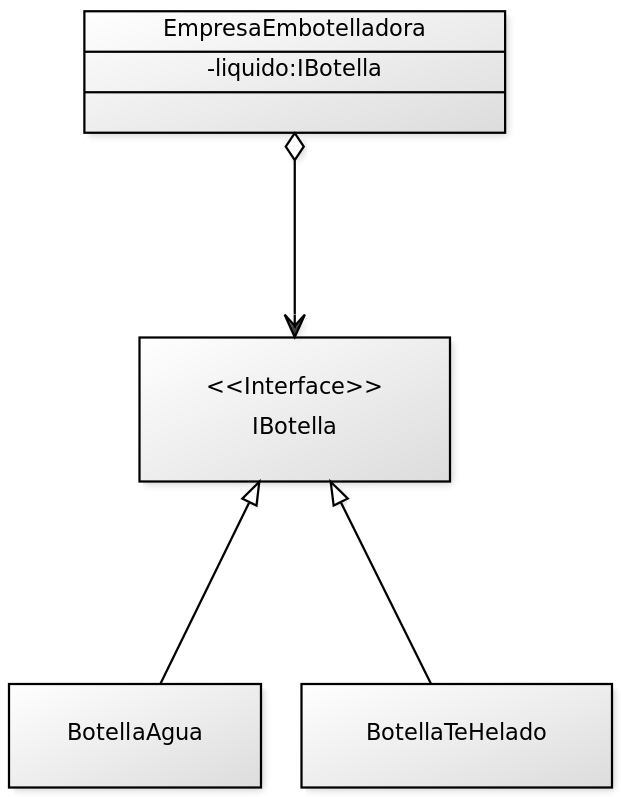 EmpresaEmbotelladora
-liquido:IBotella
<<Interface>>
IBotella
BotellaAgua
BotellaTeHelado